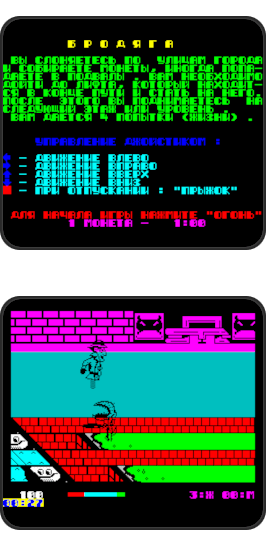 Б Р О Д Я Г А
ВЫ СЛОНЯЕТЕСЬ ПО УЛИЦАМ ГОРОДА
И СОБИРАЕТЕ МОНЕТЫ, ИНОГДА ПОПА-
ДАЕТЕ В ПОДВАЛЫ . ВАМ НЕОБХОДИМО
ДОЙТИ ДО ЛИФТА, КОТОРЫЙ НАХОДИТ-
СЯ В КОНЦЕ ПУТИ И СТАТЬ НА НЕГО.
ПОСЛЕ ЭТОГО ВЫ ПОДНИМАЕТЕСЬ НА
СЛЕДУЮЩИЙ ЭТАЖ ИЛИ УРОВЕНЬ.
ВАМ ДАЕТСЯ 4 ПОПЫТКИ (ЖИЗНИ) .
УПРАВЛЕНИЕ ДЖОЙСТИКОМ :
– ДВИЖЕНИЕ ВЛЕВО
– ДВИЖЕНИЕ ВПРАВО
– ДВИЖЕНИЕ ВВЕРХ
– ДВИЖЕНИЕ ВНИЗ
– ПРИ ОТПУСКАНИИ : "ПРЫЖОК"
ДЛЯ НАЧАЛА ИГРЫ НАЖМИТЕ "ОГОНЬ"
1 МОНЕТА – 1:00
100 3:Ж 00:М
00:27